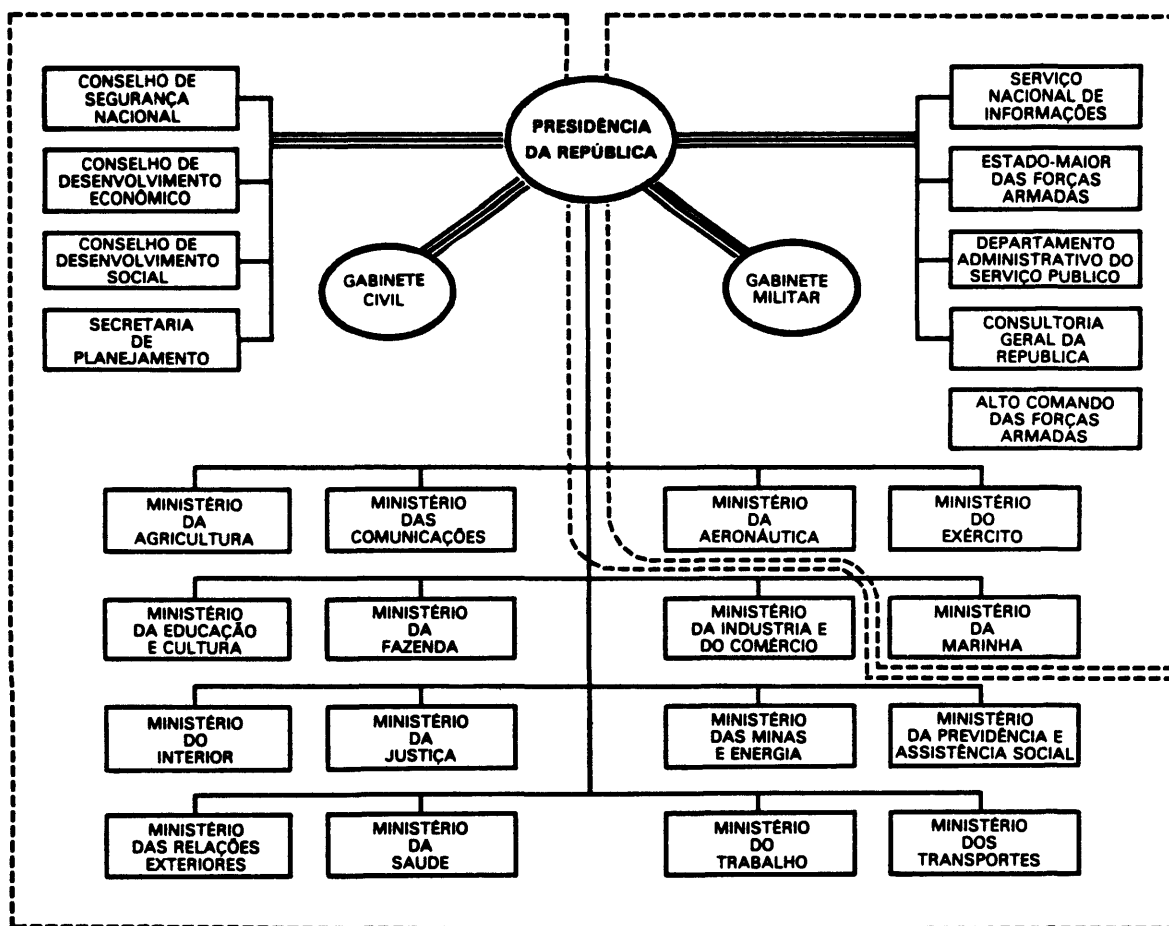 PRESIDÊNCIA
DA REPÚBLICA
CONSELHO DE
SEGURANÇA
NACIONAL
CONSELHO DE
DESENVOLVIMENTO
ECONÔMICO
CONSELHO DE
DESENVOLVIMENTO
SOCIAL
SECRETARIA
DE
PLANEJAMENTO
GABINETE
CIVIL
GABINETE
MILITAR
SERVIÇO
NACIONAL DE
INFORMAÇÕES
ESTADO-MAIOR
DAS FORÇAS
ARMADAS
DEPARTAMENTO
ADMINISTRATIVO DO
SERVIÇO PUBLICO
CONSULTORIA
GERAL DA
REPUBLICA
ALTO COMANDO
DAS FORÇAS
ARMADAS
MINISTÉRIO
DA
AGRICULTURA
MINISTÉRIO
DAS
COMUNICAÇÕES
MINISTÉRIO
DA
AERONÁUTICA
MINISTÉRIO
DO
EXÉRCITO
MINISTÉRIO
DA EDUCAÇÃO
E CULTURA
MINISTÉRIO
DA
FAZENDA
MINISTÉRIO
DA INDUSTRIA E
DO COMÉRCIO
MINISTÉRIO
DA
MARINHA
MINISTÉRIO
DO
INTERIOR
MINISTÉRIO
DA
JUSTIÇA
MINISTÉRIO
DAS MINAS
E ENERGIA
MINISTÉRIO
DA PREVIDÊNCIA E
ASSISTÊNCIA SOCIAL
MINISTÉRIO
DAS RELAÇÕES
EXTERIORES
MINISTÉRIO
DA
SAUDE
MINISTÉRIO
DO
TRABALHO
MINISTÉRIO
DOS
TRANSPORTES